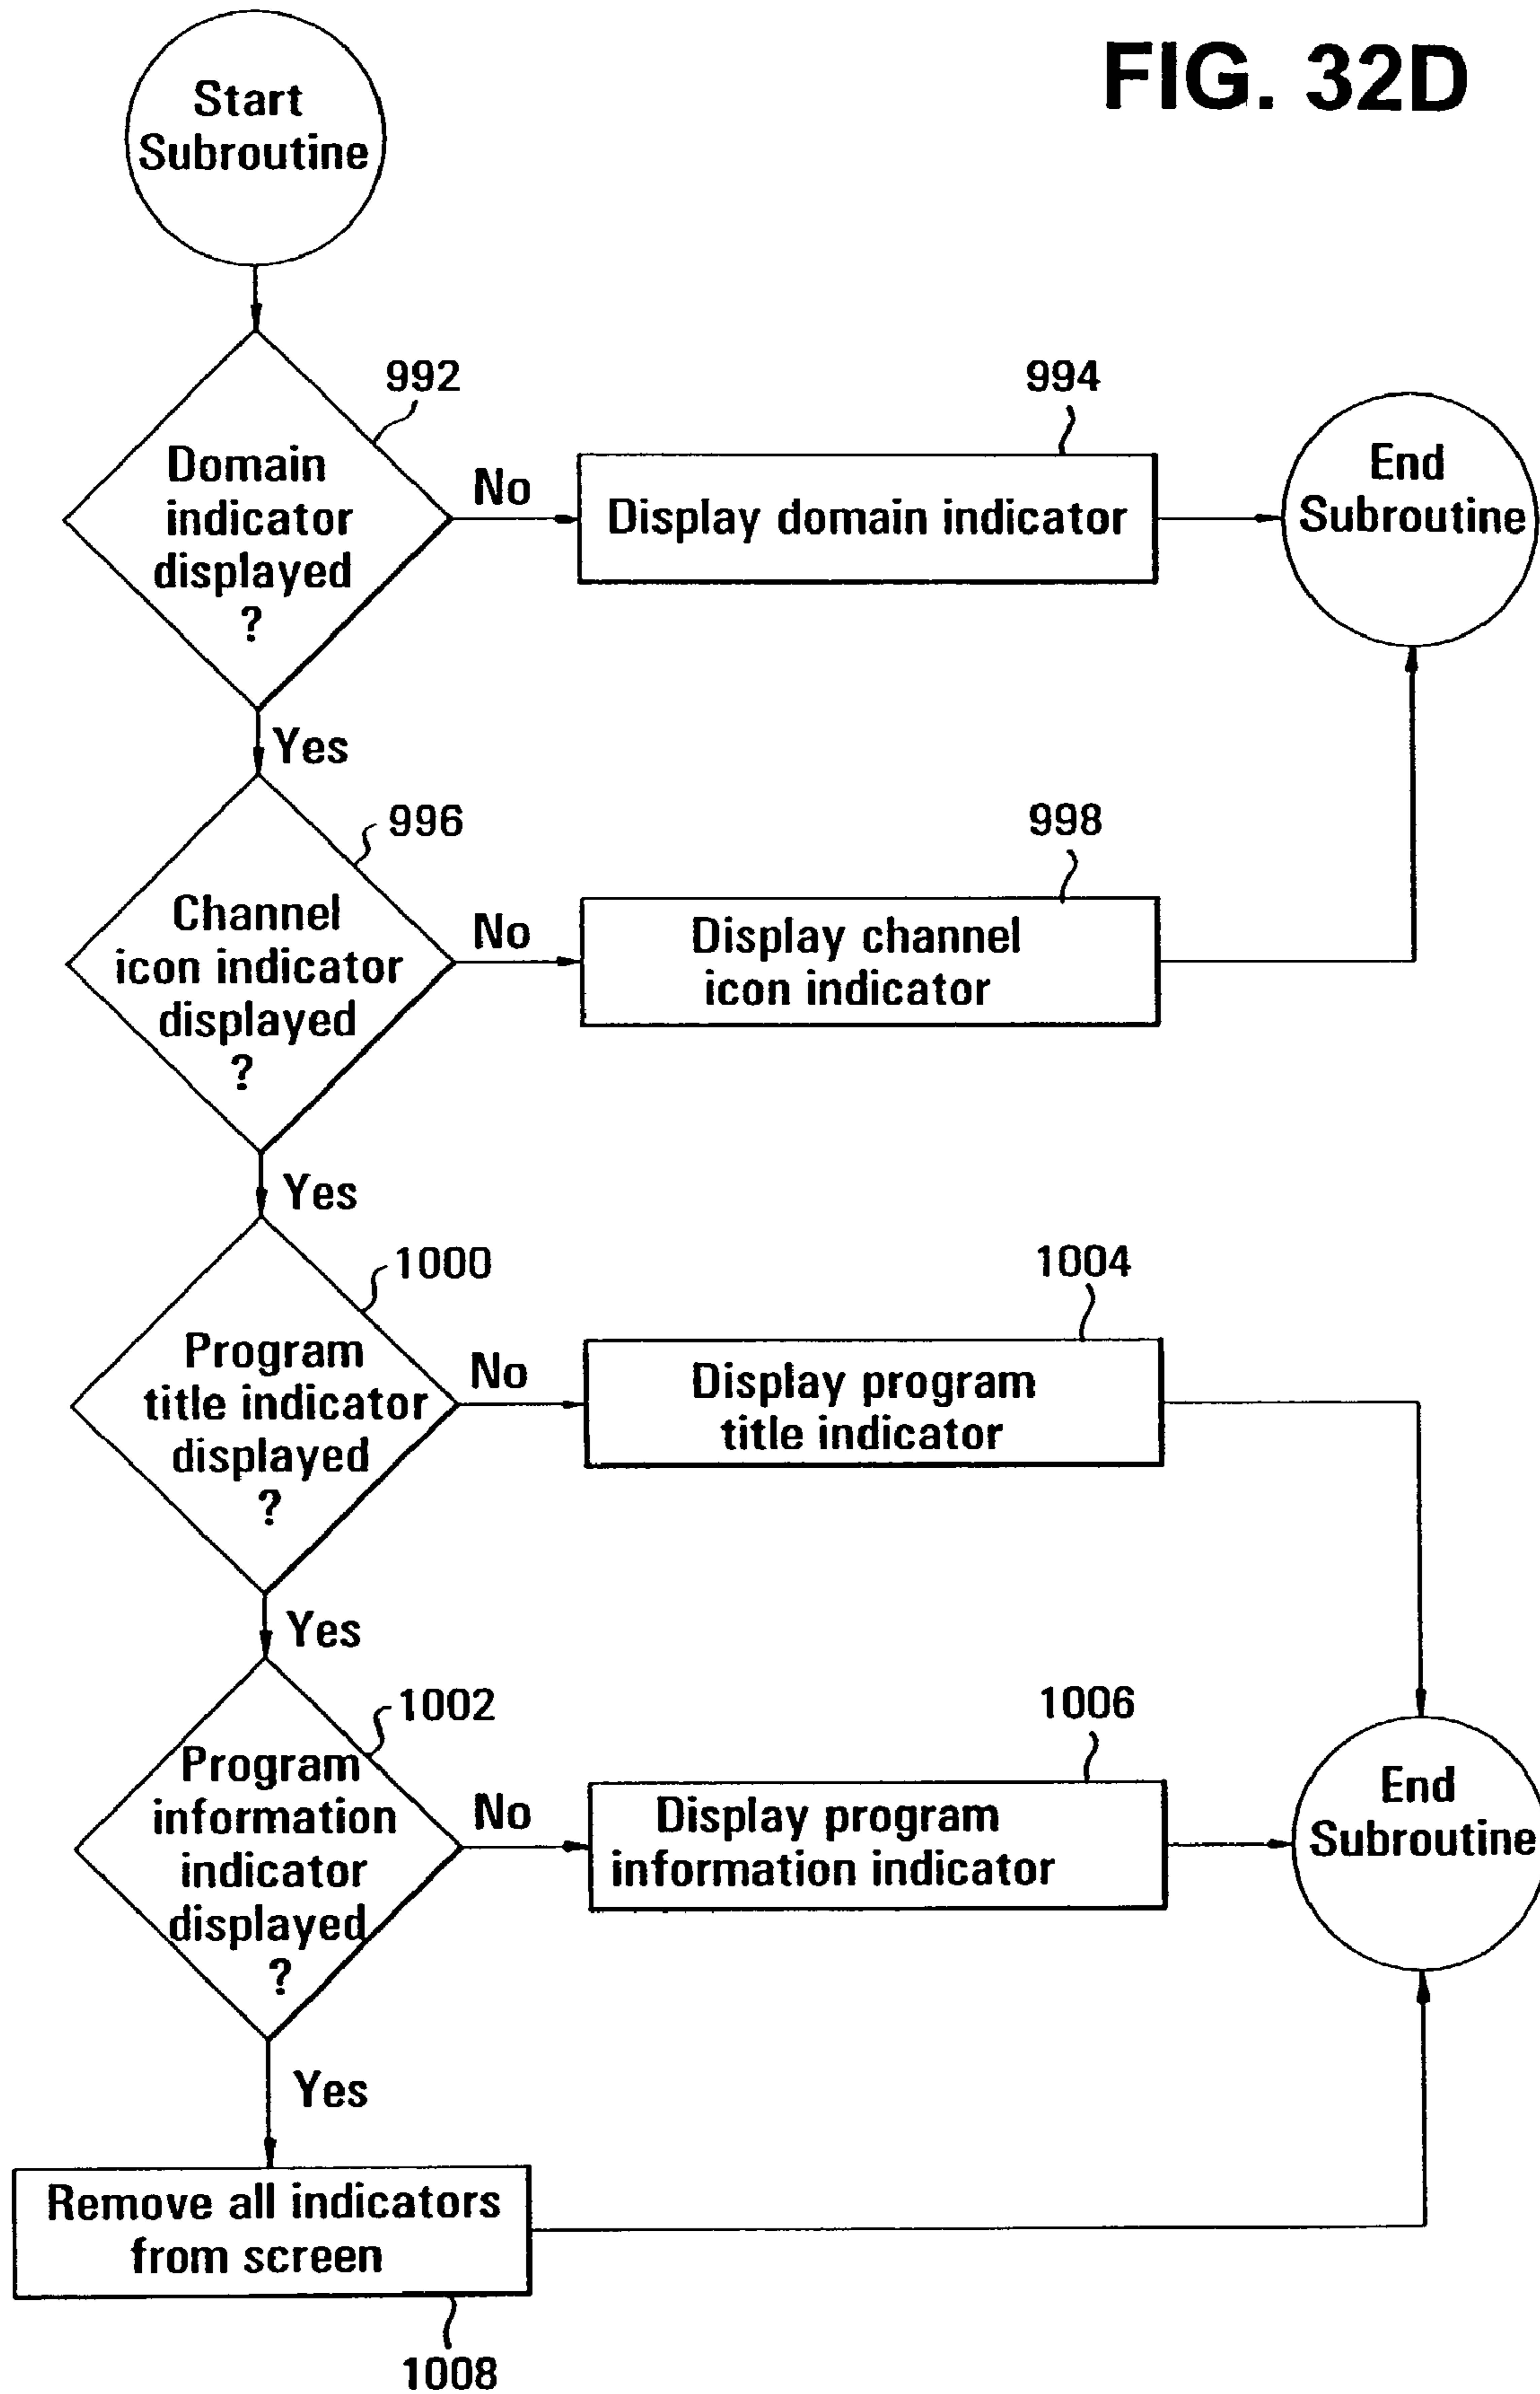 FIG. 32D
Start
Subroutine
992
Domain
indicator
displayed
?
No
994
Display domain indicator
End
Subroutine
Yes
996
Channel
icon indicator
displayed
?
No
998
Display channel
icon indicator
Yes
1000
Program
title indicator
displayed
?
No
1004
Display program
title indicator
Yes
1002
Program
information
indicator
displayed
?
No
1006
Display program
information indicator
End
Subroutine
Yes
Remove all indicators
from screen
1008